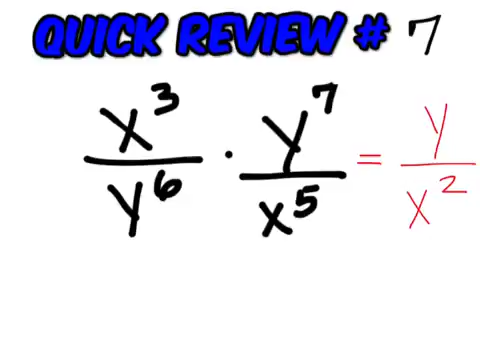 QUICK REVIEW # 7
x³/y⁶ · y⁷/x⁵ = y/x²